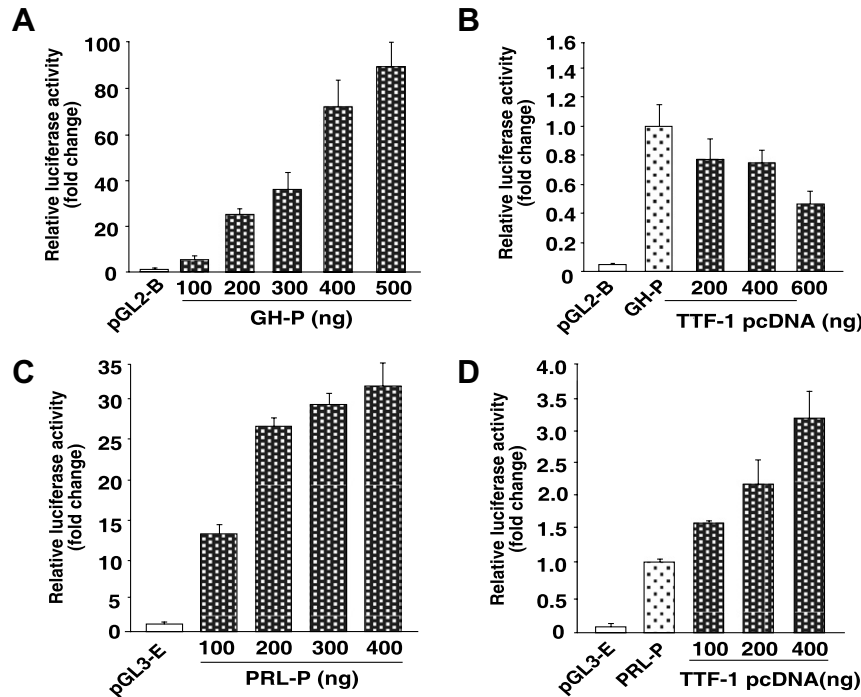 A
Relative luciferase activity
(fold change)
100
80
60
40
20
0
pGL2-B
100 200 300 400 500
GH-P (ng)
B
Relative luciferase activity
(fold change)
1.6
1.4
1.2
1.0
0.8
0.6
0.4
0.2
0
pGL2-B
GH-P
200 400 600
TTF-1 pcDNA (ng)
C
Relative luciferase activity
(fold change)
35
30
25
15
10
5
0
pGL3-E
100 200 300 400
PRL-P (ng)
D
Relative luciferase activity
(fold change)
4.0
3.5
3.0
2.0
1.5
1.0
0.5
0
pGL3-E
PRL-P
100 200 400
TTF-1 pcDNA(ng)